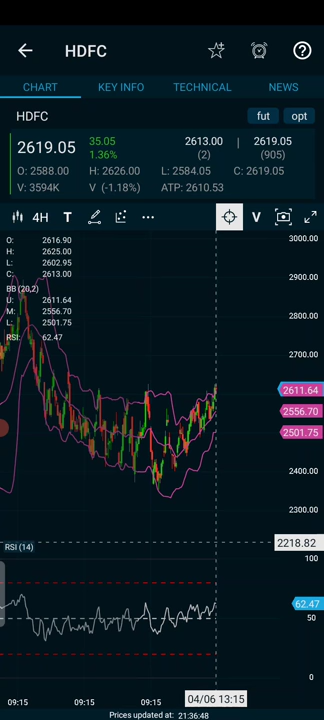 HDFC
CHART KEY INFO TECHNICAL NEWS
HDFC fut opt
2619.05 35.05 2613.00 | 2619.05
1.36% (2) (905)
O: 2588.00 H: 2626.00 L: 2584.05 C: 2619.05
V: 3594K V (-1.18%) ATP: 2610.53
4H T V
O: 2616.90
H: 2625.00
L: 2602.95
C: 2613.00
BB (20,2)
U: 2611.64
M: 2556.70
L: 2501.75
RSI: 62.47
3000.00
2900.00
2800.00
2700.00
2611.64
2556.70
2501.75
2400.00
2300.00
2218.82
RSI (14)
100
62.47
50
0
09:15 09:15 09:15 04/06 13:15
Prices updated at: 21:36:48